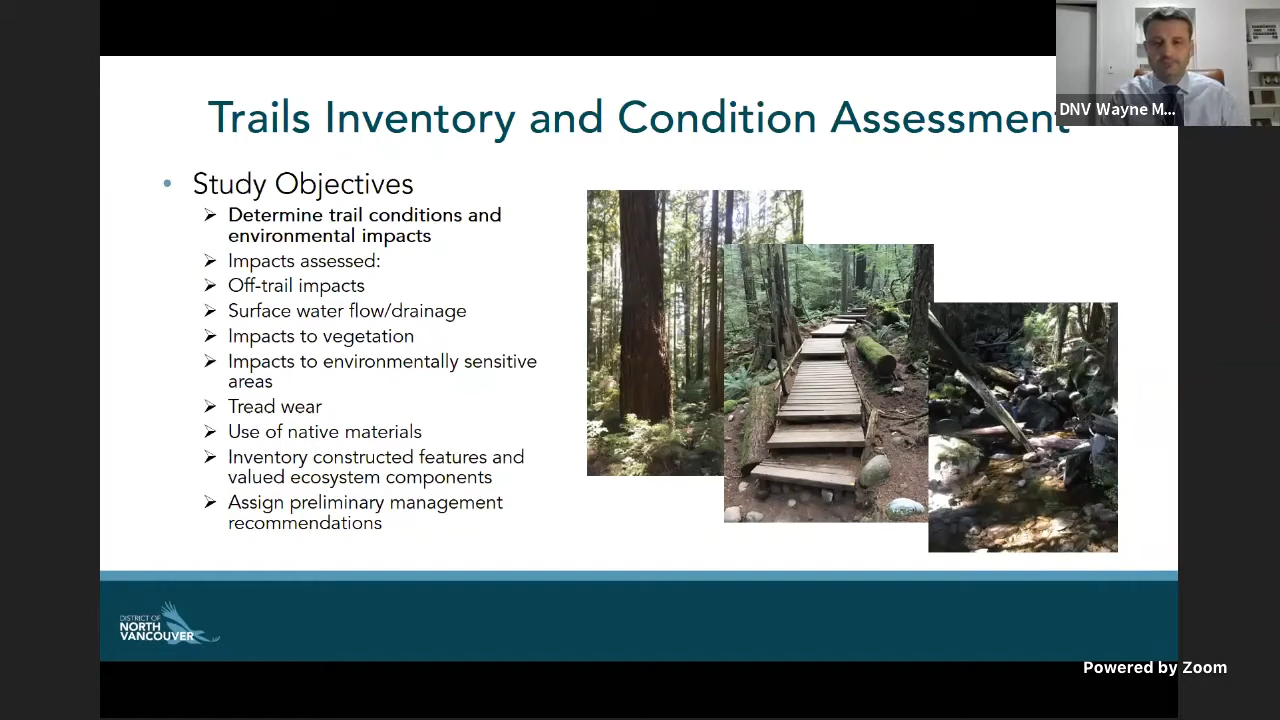 Trails Inventory and Condition Assessment
DNV Wayne M...
• Study Objectives
➢ Determine trail conditions and
environmental impacts
➢ Impacts assessed:
➢ Off-trail impacts
➢ Surface water flow/drainage
➢ Impacts to vegetation
➢ Impacts to environmentally sensitive
areas
➢ Tread wear
➢ Use of native materials
➢ Inventory constructed features and
valued ecosystem components
➢ Assign preliminary management
recommendations
DISTRICT OF
NORTH
VANCOUVER
Powered by Zoom